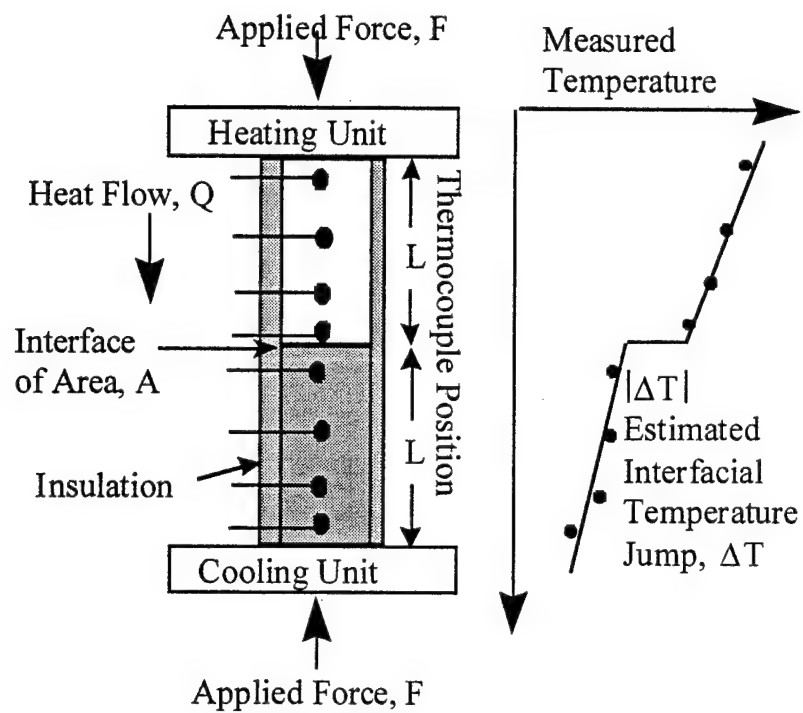 Applied Force, F
Heating Unit
Heat Flow, Q
Interface
of Area, A
Insulation
L
L
Thermocouple Position
Cooling Unit
Applied Force, F
Measured
Temperature
|ΔT|
Estimated
Interfacial
Temperature
Jump, ΔT